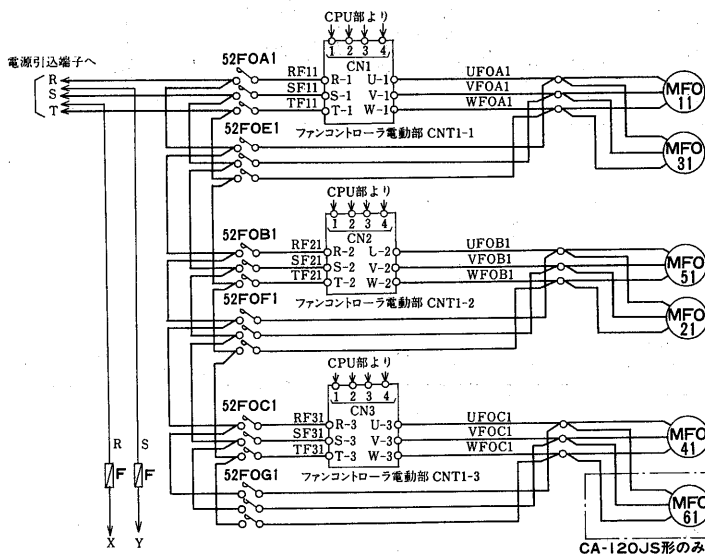 CPU部より
52FOA1
1 2 3 4
CN1
電源引込端子へ
R
S
T
RF11 R-1 U-1 UFOA1
SF11 S-1 V-1 VFOA1
TF11 T-1 W-1 WFOA1
MFO
11
52FOE1
ファンコントローラ電動部 CNT1-1
MFO
31
CPU部より
1 2 3 4
CN2
52FOB1
RF21 R-2 L-2 UFOB1
SF21 S-2 V-2 VFOB1
TF21 T-2 W-2 WFOB1
MFO
51
52FOF1
ファンコントローラ電動部 CNT1-2
MFO
21
CPU部より
1 2 3 4
CN3
52FOC1
RF31 R-3 U-3 UFOC1
SF31 S-3 V-3 VFOC1
TF31 T-3 W-3 WFOC1
MFO
41
R S
52FOG1
ファンコントローラ電動部 CNT1-3
F F
MFO
61
X Y
CA-120JS形のみ